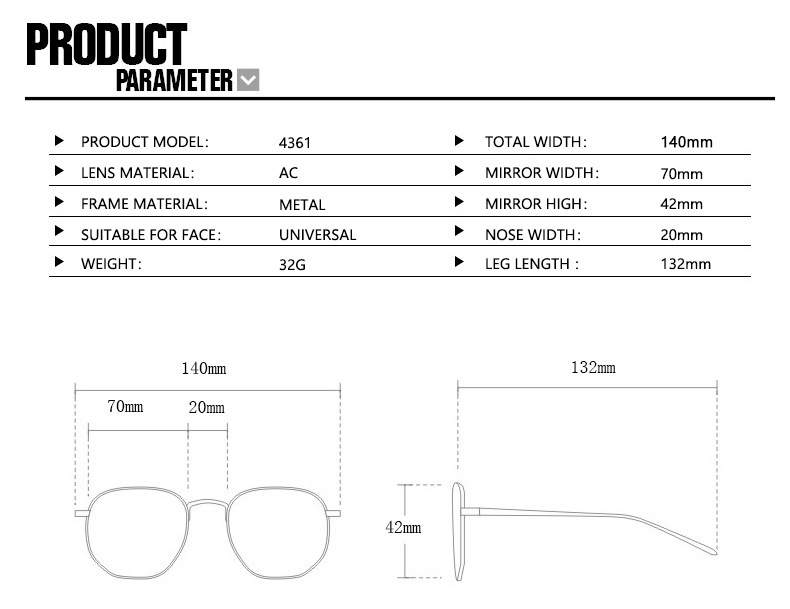 PRODUCT
PARAMETER
PRODUCT MODEL: 4361 TOTAL WIDTH: 140mm
LENS MATERIAL: AC MIRROR WIDTH: 70mm
FRAME MATERIAL: METAL MIRROR HIGH: 42mm
SUITABLE FOR FACE: UNIVERSAL NOSE WIDTH: 20mm
WEIGHT: 32G LEG LENGTH : 132mm
140mm 132mm
70mm 20mm
42mm